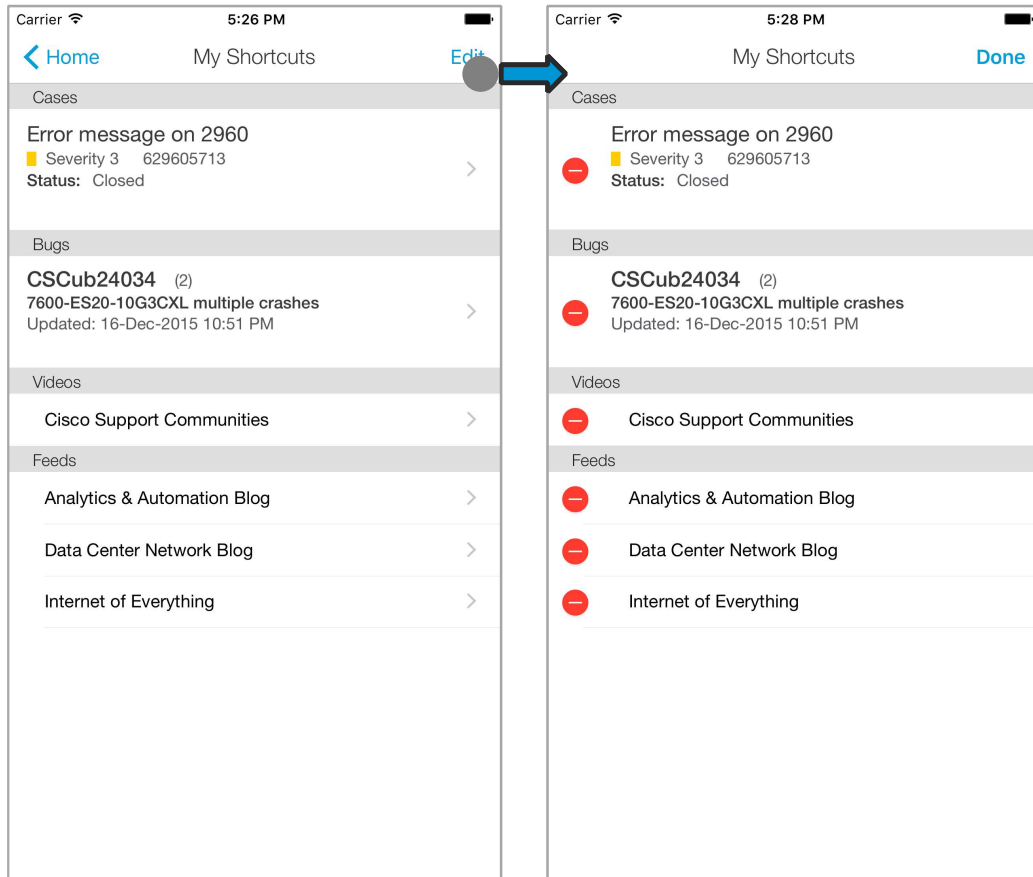 Carrier 5:26 PM
Home My Shortcuts Edit
Cases
Error message on 2960
Severity 3 629605713
Status: Closed
Bugs
CSCub24034 (2)
7600-ES20-10G3CXL multiple crashes
Updated: 16-Dec-2015 10:51 PM
Videos
Cisco Support Communities
Feeds
Analytics & Automation Blog
Data Center Network Blog
Internet of Everything
Carrier 5:28 PM
My Shortcuts Done
Cases
Error message on 2960
Severity 3 629605713
Status: Closed
Bugs
CSCub24034 (2)
7600-ES20-10G3CXL multiple crashes
Updated: 16-Dec-2015 10:51 PM
Videos
Cisco Support Communities
Feeds
Analytics & Automation Blog
Data Center Network Blog
Internet of Everything